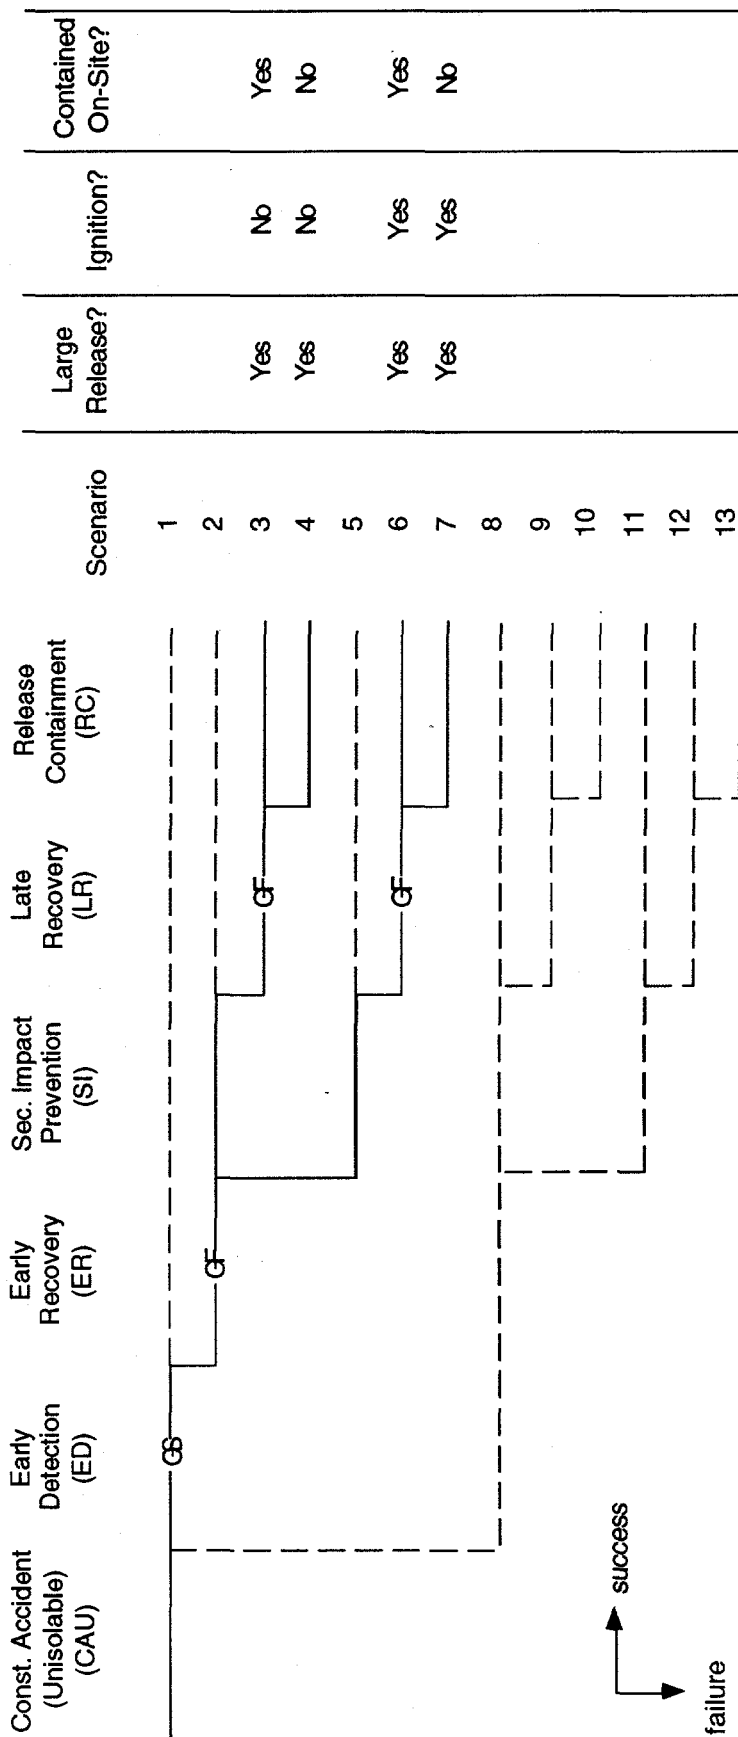 Const. Accident
(Unisolable)
(CAU)
Early
Detection
(ED)
Early
Recovery
(ER)
Sec. Impact
Prevention
(SI)
Late
Recovery
(LR)
Release
Containment
(RC)
Scenario
Large
Release?
Ignition?
Contained
On-Site?
GS
GF
GF
GF
1
2
3 Yes No Yes
4 Yes No No
5
6 Yes Yes Yes
7 Yes Yes No
8
9
10
11
12
13
success
failure